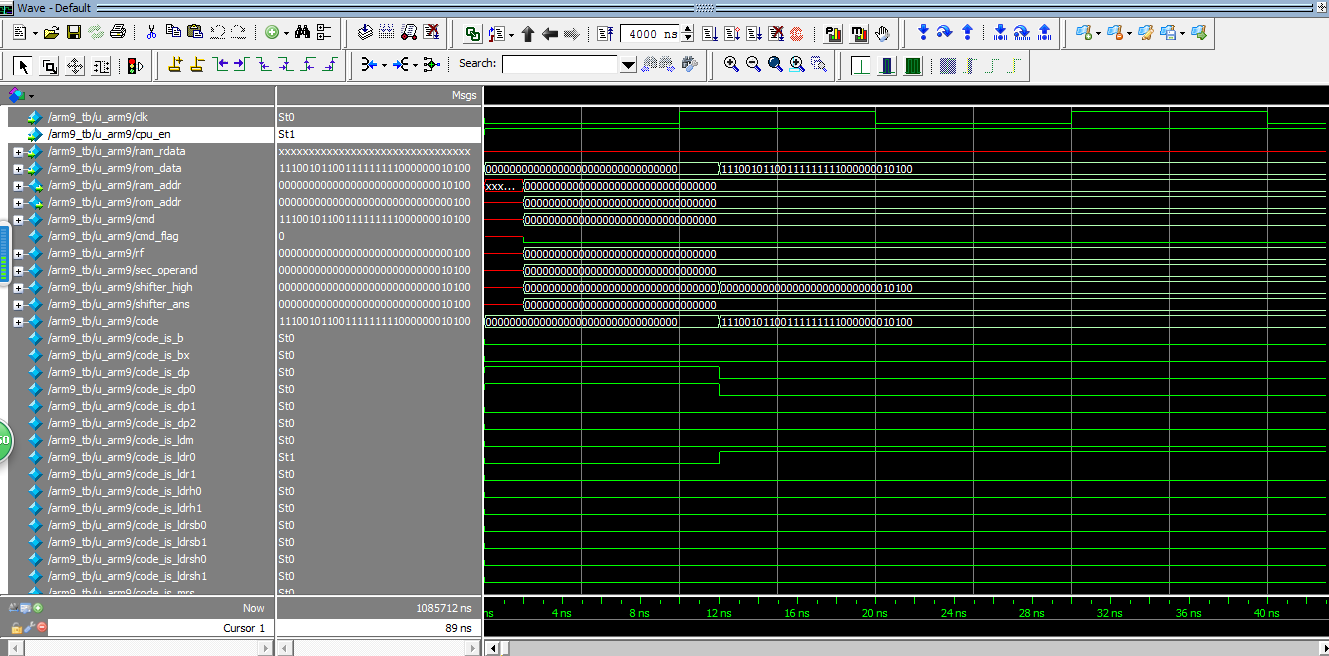 Wave - Default
4000 ns
Search:
Msgs
/arm9_tb/u_arm9/clk St0
/arm9_tb/u_arm9/cpu_en St1
/arm9_tb/u_arm9/ram_rdata xxxxxxxxxxxxxxxxxxxxxxxxxxxxxxxx
/arm9_tb/u_arm9/rom_data 11100101100111111111000000010100 00000000000000000000000000000000 11100101100111111111000000010100
/arm9_tb/u_arm9/ram_addr 00000000000000000000000000010100 xxx... 00000000000000000000000000000000
/arm9_tb/u_arm9/rom_addr 00000000000000000000000000000100 00000000000000000000000000000000
/arm9_tb/u_arm9/cmd 11100101100111111111000000010100 00000000000000000000000000000000
/arm9_tb/u_arm9/cmd_flag 0
/arm9_tb/u_arm9/rf 00000000000000000000000000000100 00000000000000000000000000000000
/arm9_tb/u_arm9/sec_operand 00000000000000000000000000010100 00000000000000000000000000000000
/arm9_tb/u_arm9/shifter_high 00000000000000000000000000010100 00000000000000000000000000000000 00000000000000000000000000010100
/arm9_tb/u_arm9/shifter_ans 00000000000000000000000000010100 00000000000000000000000000000000
/arm9_tb/u_arm9/code 11100101100111111111000000010100 00000000000000000000000000000000 11100101100111111111000000010100
/arm9_tb/u_arm9/code_is_b St0
/arm9_tb/u_arm9/code_is_bx St0
/arm9_tb/u_arm9/code_is_dp St0
/arm9_tb/u_arm9/code_is_dp0 St0
/arm9_tb/u_arm9/code_is_dp1 St0
/arm9_tb/u_arm9/code_is_dp2 St0
/arm9_tb/u_arm9/code_is_ldm St0
/arm9_tb/u_arm9/code_is_ldr0 St1
/arm9_tb/u_arm9/code_is_ldr1 St0
/arm9_tb/u_arm9/code_is_ldrh0 St0
/arm9_tb/u_arm9/code_is_ldrh1 St0
/arm9_tb/u_arm9/code_is_ldrsb0 St0
/arm9_tb/u_arm9/code_is_ldrsb1 St0
/arm9_tb/u_arm9/code_is_ldrsh0 St0
/arm9_tb/u_arm9/code_is_ldrsh1 St0
/arm9_tb/u_arm9/code_is_mrs St0
Now 1085712 ns
ns 4 ns 8 ns 12 ns 16 ns 20 ns 24 ns 28 ns 32 ns 36 ns 40 ns
Cursor 1 89 ns